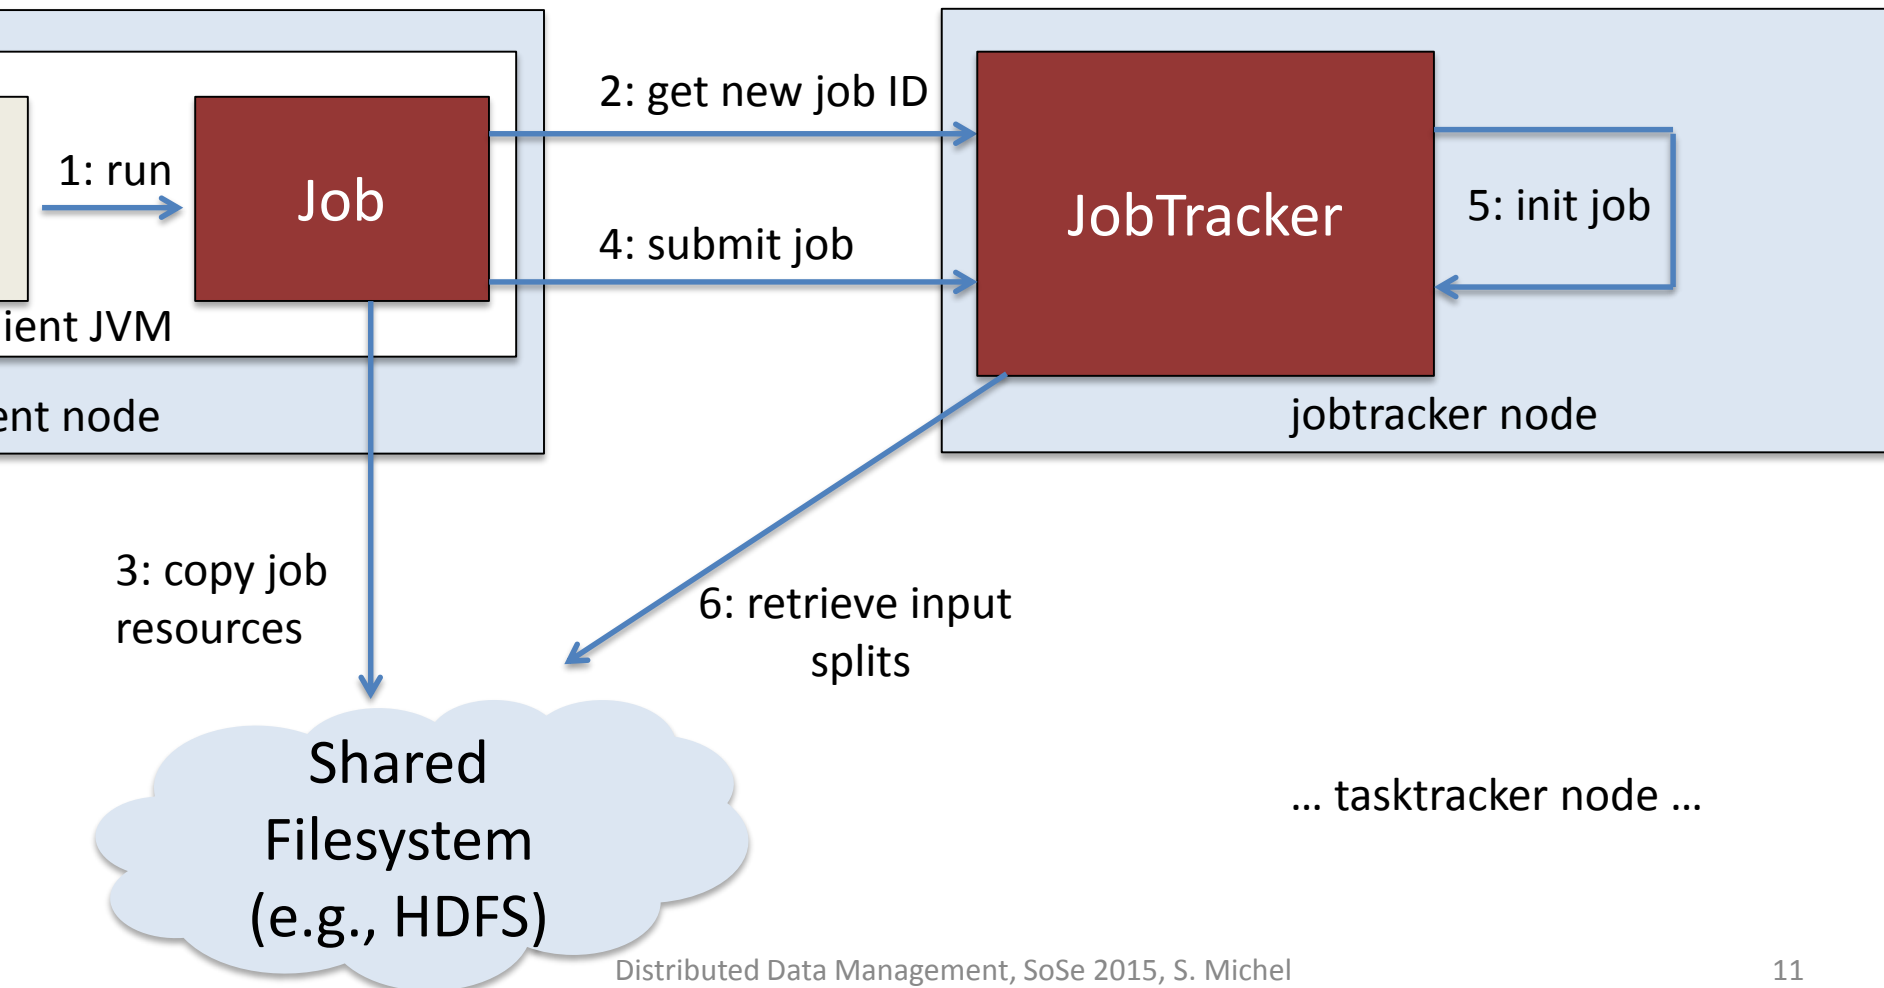 2: get new job ID
1: run
Job
JobTracker
5: init job
4: submit job
ient JVM
ent node
jobtracker node
3: copy job
resources
6: retrieve input
splits
Shared
Filesystem
(e.g., HDFS)
... tasktracker node ...
Distributed Data Management, SoSe 2015, S. Michel
11